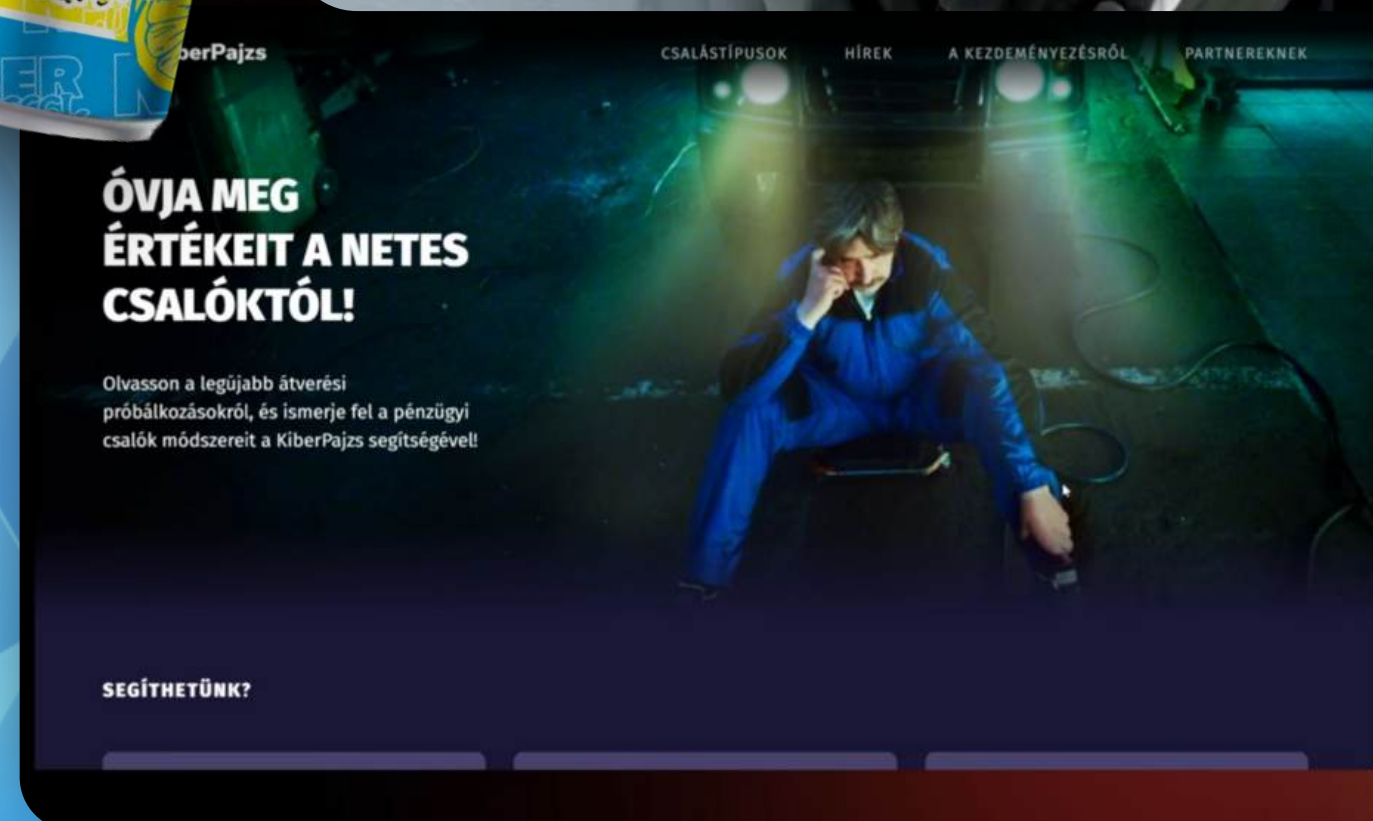 CSALÁSTÍPUSOK HÍREK A KEZDEMÉNYEZÉSRŐL PARTNEREKNEK
ÓVJA MEG
ÉRTÉKEIT A NETES
CSALÓKTÓL!
Olvasson a legújabb átverési
próbálkozásokról, és ismerje fel a pénzügyi
csalók módszereit a KiberPajzs segítségével!
SEGÍTHETÜNK?